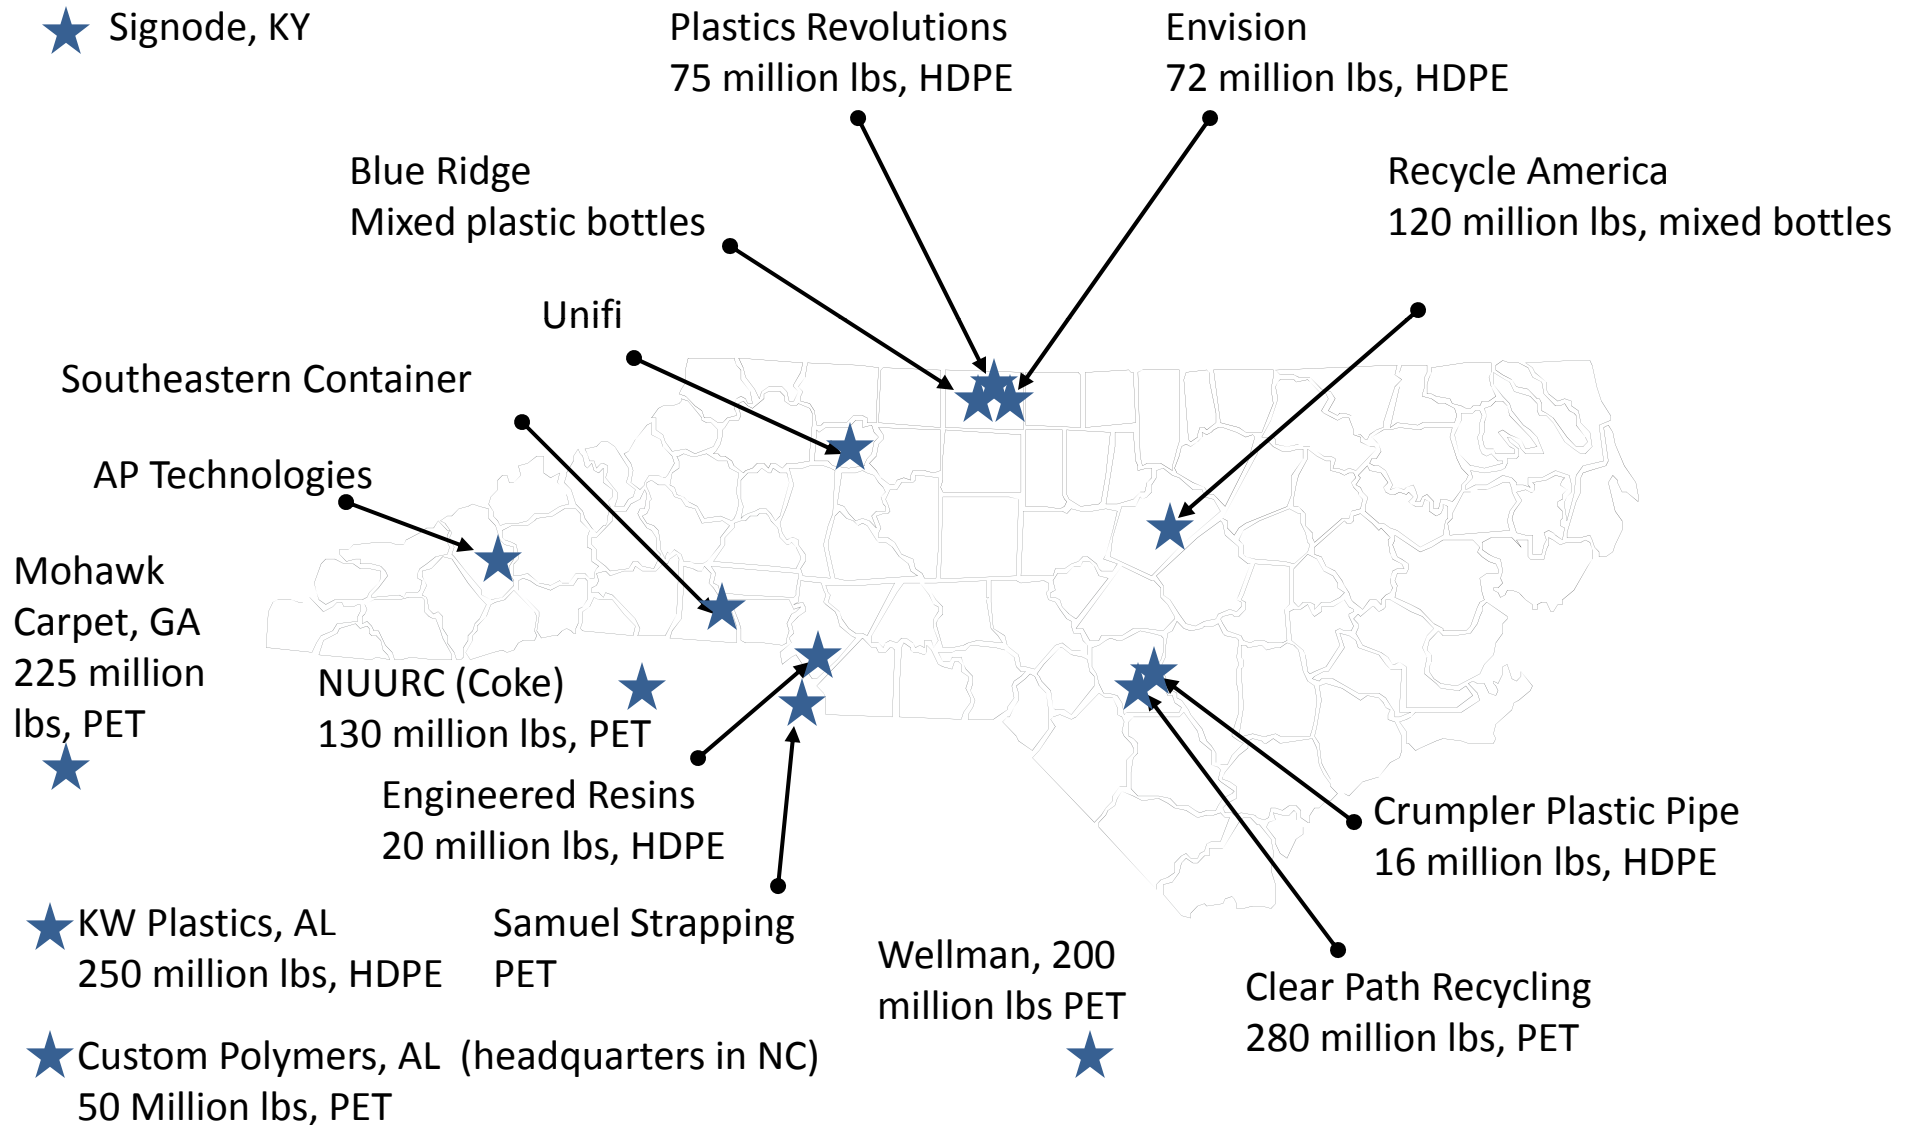 Signode, KY
Plastics Revolutions
75 million lbs, HDPE
Envision
72 million lbs, HDPE
Blue Ridge
Mixed plastic bottles
Recycle America
120 million lbs, mixed bottles
Unifi
Southeastern Container
AP Technologies
Mohawk
Carpet, GA
225 million
lbs, PET
NUURC (Coke)
130 million lbs, PET
Engineered Resins
20 million lbs, HDPE
Crumpler Plastic Pipe
16 million lbs, HDPE
KW Plastics, AL
250 million lbs, HDPE
Samuel Strapping
PET
Wellman, 200
million lbs PET
Clear Path Recycling
280 million lbs, PET
Custom Polymers, AL (headquarters in NC)
50 Million lbs, PET